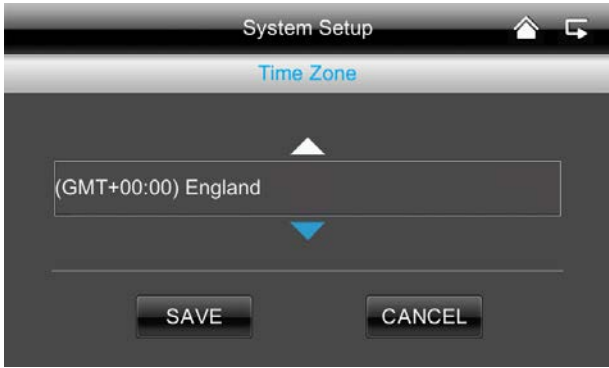 System Setup
Time Zone
(GMT+00:00) England
SAVE CANCEL